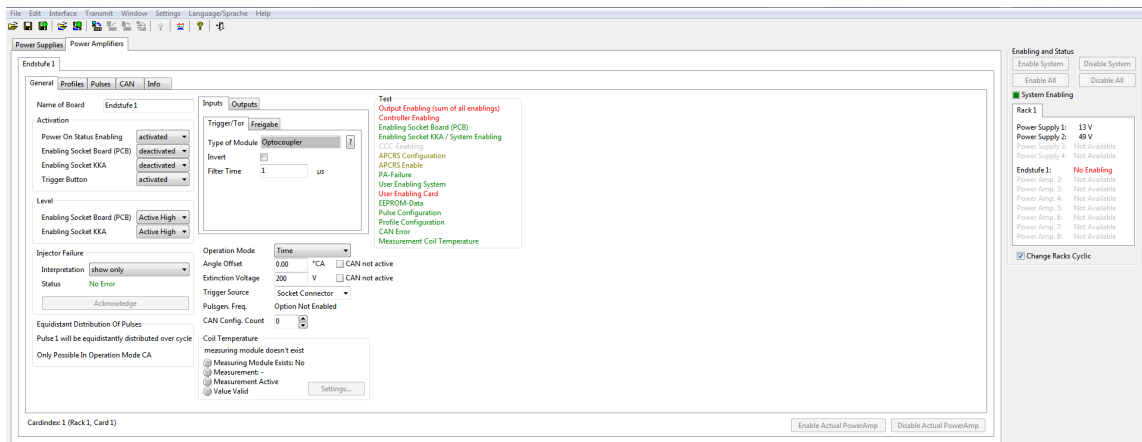 File Edit Interface Transmit Window Settings Language/Sprache Help
Power Supplies Power Amplifiers
Endstufe 1
General Profiles Pulses CAN Info
Name of Board Endstufe 1
Activation
Power On Status Enabling activated
Enabling Socket Board (PCB) deactivated
Enabling Socket KKA deactivated
Trigger Button activated
Level
Enabling Socket Board (PCB) Active High
Enabling Socket KKA Active High
Injector Failure
Interpretation show only
Status No Error
Acknowledge
Equidistant Distribution Of Pulses
Pulse 1 will be equidistantly distributed over cycle
Only Possible In Operation Mode CA
Inputs Outputs
Trigger/Tor Freigabe
Type of Module Optocoupler ?
Invert
Filter Time 1 µs
Operation Mode Time
Angle Offset 0.00 °CA CAN not active
Extinction Voltage 200 V CAN not active
Trigger Source Socket Connector
Pulsgen. Freq. Option Not Enabled
CAN Config. Count 0
Coil Temperature
measuring module doesn't exist
Measuring Module Exists: No
Measurement: -
Measurement Active
Value Valid
Settings...
Test
Output Enabling (sum of all enablings)
Controller Enabling
Enabling Socket Board (PCB)
Enabling Socket KKA / System Enabling
CCC-Enabling
APCRS Configuration
APCRS Enable
PA-Failure
User Enabling System
User Enabling Card
EEPROM-Data
Pulse Configuration
Profile Configuration
CAN Error
Measurement Coil Temperature
Cardindex: 1 (Rack 1, Card 1)
Enable Actual PowerAmp Disable Actual PowerAmp
Enabling and Status
Enable System Disable System
Enable All Disable All
System Enabling
Rack 1
Power Supply 1: 13 V
Power Supply 2: 49 V
Power Supply 3: Not Available
Power Supply 4: Not Available
Endstufe 1: No Enabling
Power Amp. 2: Not Available
Power Amp. 3: Not Available
Power Amp. 4: Not Available
Power Amp. 5: Not Available
Power Amp. 6: Not Available
Power Amp. 7: Not Available
Power Amp. 8: Not Available
Change Racks Cyclic